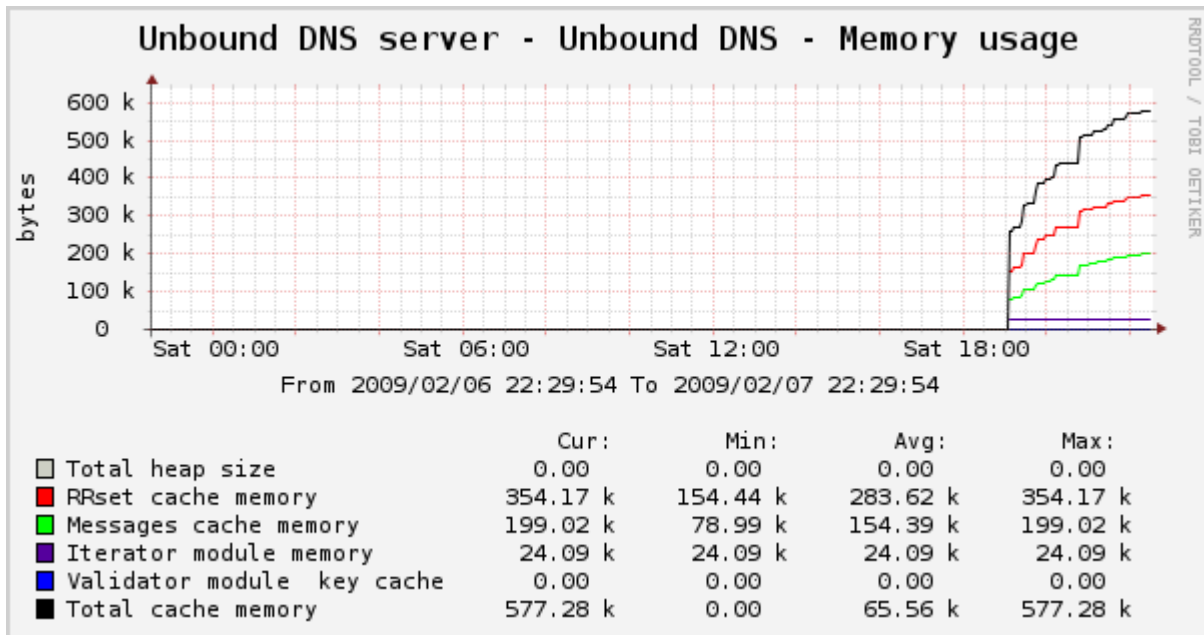 Unbound DNS server - Unbound DNS - Memory usage
RRDTOOL / TOBI OETIKER
bytes
600 k
500 k
400 k
300 k
200 k
100 k
0
Sat 00:00 Sat 06:00 Sat 12:00 Sat 18:00
From 2009/02/06 22:29:54 To 2009/02/07 22:29:54
Cur: Min: Avg: Max:
Total heap size 0.00 0.00 0.00 0.00
RRset cache memory 354.17 k 154.44 k 283.62 k 354.17 k
Messages cache memory 199.02 k 78.99 k 154.39 k 199.02 k
Iterator module memory 24.09 k 24.09 k 24.09 k 24.09 k
Validator module  key cache 0.00 0.00 0.00 0.00
Total cache memory 577.28 k 0.00 65.56 k 577.28 k